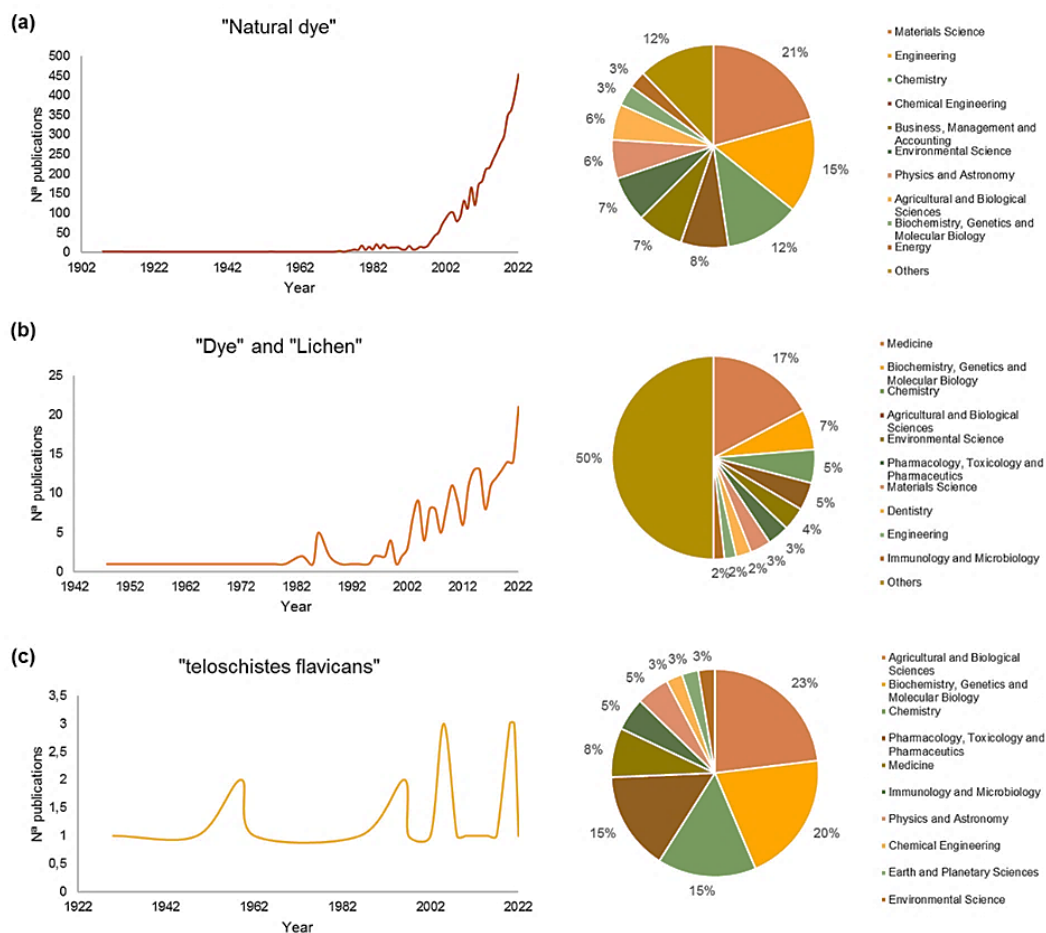 (a)
"Natural dye"
Nª publications
500
450
400
350
300
250
200
150
100
50
0
1902
1922
1942
1962
1982
2002
2022
Year
21%
15%
12%
8%
7%
7%
6%
6%
3%
3%
12%
Materials Science
Engineering
Chemistry
Chemical Engineering
Business, Management and
Accounting
Environmental Science
Physics and Astronomy
Agricultural and Biological
Sciences
Biochemistry, Genetics and
Molecular Biology
Energy
Others
(b)
"Dye" and "Lichen"
Nª publications
25
20
15
10
5
0
1942
1952
1962
1972
1982
1992
2002
2012
2022
Year
17%
7%
5%
5%
4%
3%
3%
2%
2%
2%
50%
Medicine
Biochemistry, Genetics and
Molecular Biology
Chemistry
Agricultural and Biological
Sciences
Environmental Science
Pharmacology, Toxicology and
Pharmaceutics
Materials Science
Dentistry
Engineering
Immunology and Microbiology
Others
(c)
"teloschistes flavicans"
Nª publications
3,5
3
2,5
2
1,5
1
0,5
0
1922
1942
1962
1982
2002
2022
Year
23%
20%
15%
15%
8%
5%
5%
3%
3%
3%
Agricultural and Biological
Sciences
Biochemistry, Genetics and
Molecular Biology
Chemistry
Pharmacology, Toxicology and
Pharmaceutics
Medicine
Immunology and Microbiology
Physics and Astronomy
Chemical Engineering
Earth and Planetary Sciences
Environmental Science